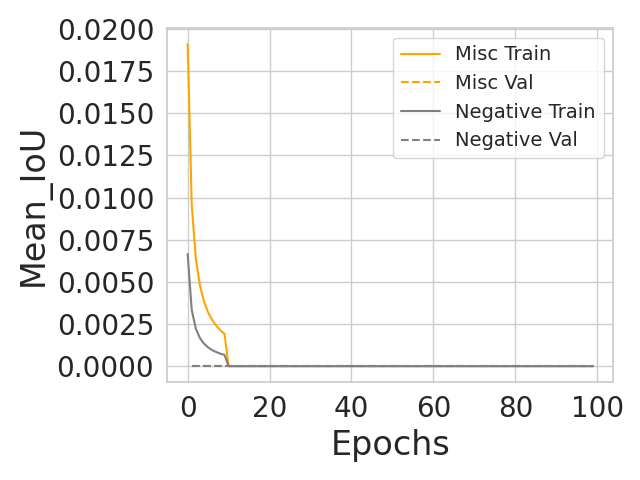 0.0200
0.0175
0.0150
0.0125
0.0100
0.0075
0.0050
0.0025
0.0000
Mean_IoU
0 20 40 60 80 100
Epochs
Misc Train
Misc Val
Negative Train
Negative Val